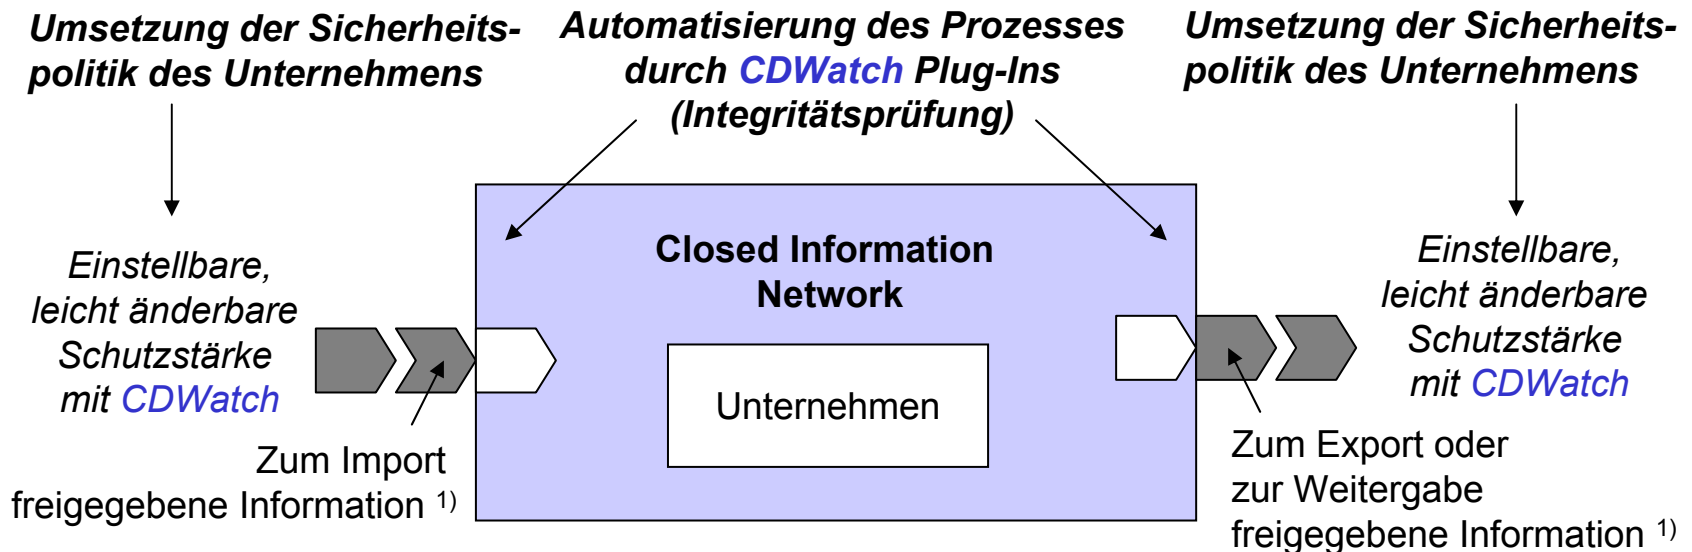 Umsetzung der Sicherheits-
politik des Unternehmens
Automatisierung des Prozesses
durch CDWatch Plug-Ins
(Integritätsprüfung)
Umsetzung der Sicherheits-
politik des Unternehmens
Einstellbare,
leicht änderbare
Schutzstärke
mit CDWatch
Closed Information
Network
Unternehmen
Einstellbare,
leicht änderbare
Schutzstärke
mit CDWatch
Zum Import
freigegebene Information 1)
Zum Export oder
zur Weitergabe
freigegebene Information 1)